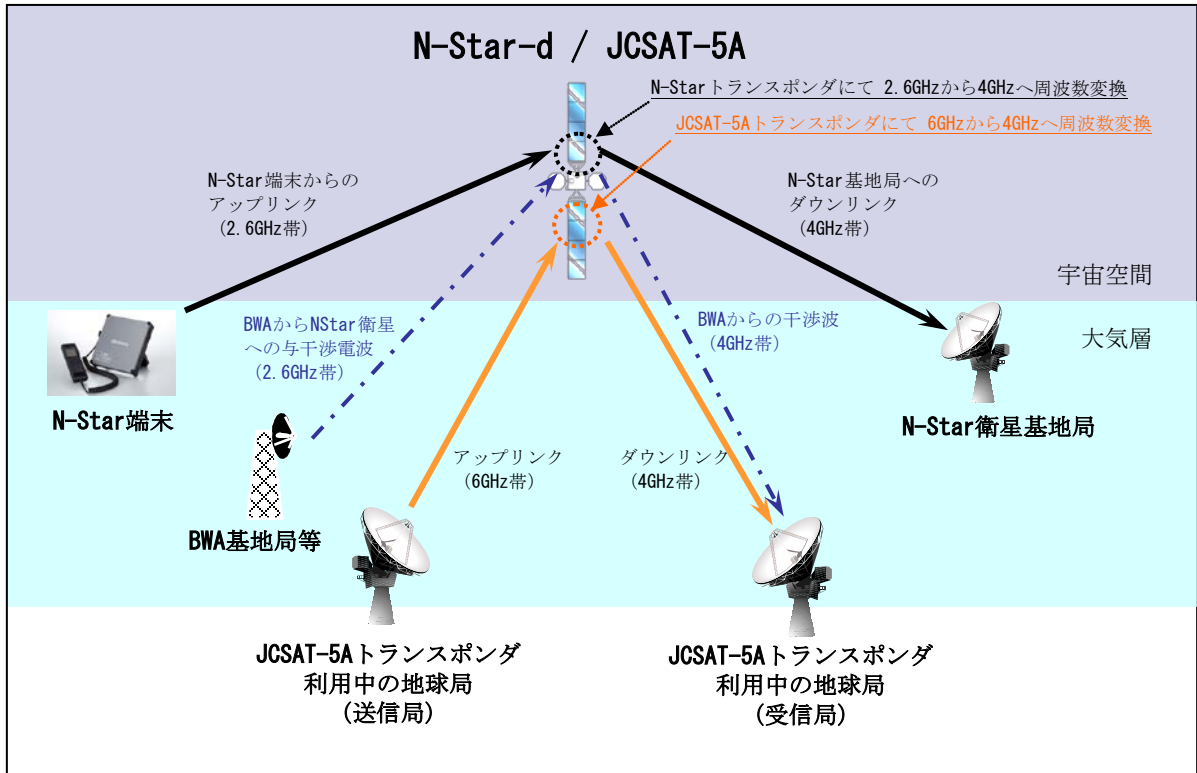 N-Star-d / JCSAT-5A
N-Starトランスポンダにて 2.6GHzから4GHzへ周波数変換
JCSAT-5Aトランスポンダにて 6GHzから4GHzへ周波数変換
N-Star端末からの
アップリンク
（2.6GHz帯）
N-Star基地局への
ダウンリンク
（4GHz帯）
宇宙空間
大気層
BWAからNStar衛星
への与干渉電波
（2.6GHz帯）
BWAからの干渉波
（4GHz帯）
N-Star端末
N-Star衛星基地局
アップリンク
（6GHz帯）
ダウンリンク
（4GHz帯）
BWA基地局等
JCSAT-5Aトランスポンダ
利用中の地球局
（送信局）
JCSAT-5Aトランスポンダ
利用中の地球局
（受信局）